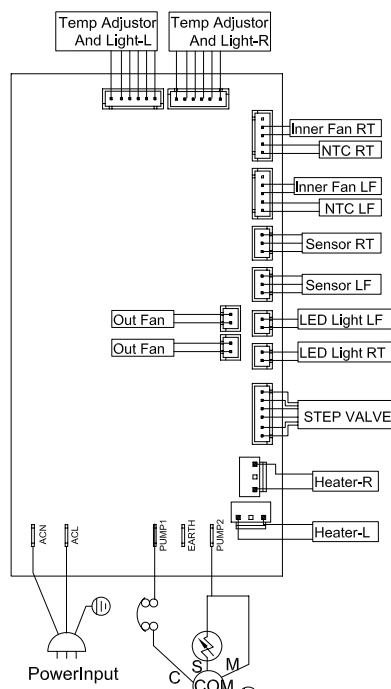 Temp Adjustor
And Light-L
Temp Adjustor
And Light-R
Inner Fan RT
NTC RT
Inner Fan LF
NTC LF
Sensor RT
Sensor LF
Out Fan
LED Light LF
Out Fan
LED Light RT
STEP VALVE
Heater-R
Heater-L
ACN
ACL
PUMP1
EARTH
PUMP2
PowerInput
S
M
C
COM